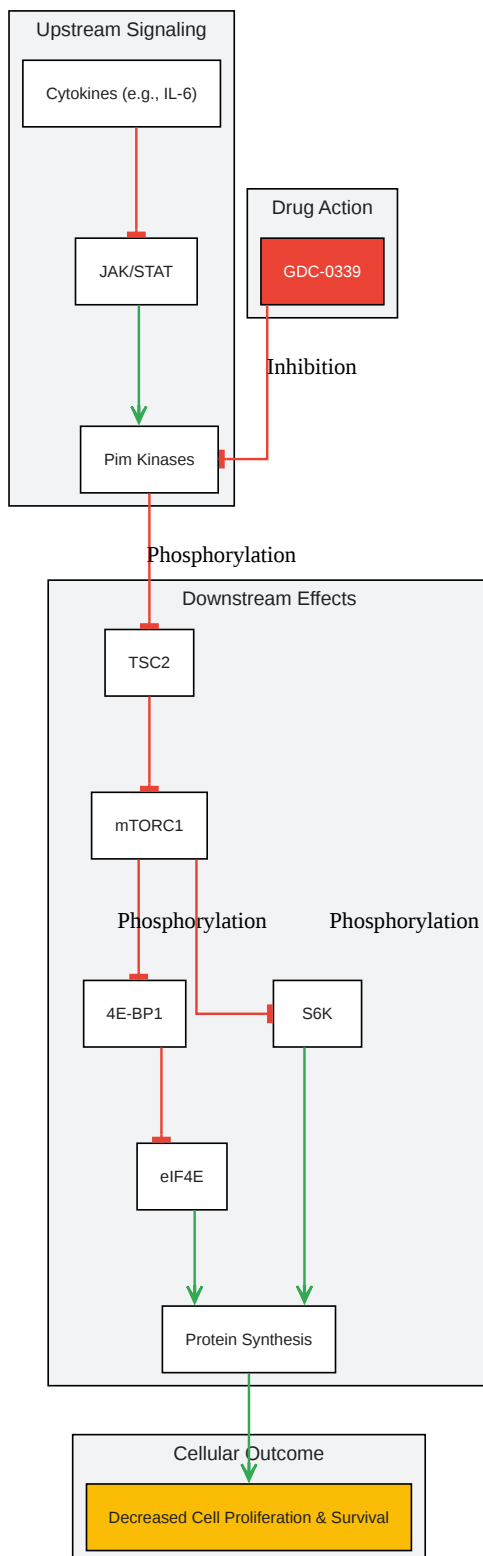 Upstream Signaling
Cytokines (e.g., IL-6)
Drug Action
JAK/STAT
GDC-0339
Inhibition
Pim Kinases
Phosphorylation
Downstream Effects
TSC2
mTORC1
Phosphorylation
Phosphorylation
4E-BP1
S6K
eIF4E
Protein Synthesis
Cellular Outcome
Decreased Cell Proliferation & Survival